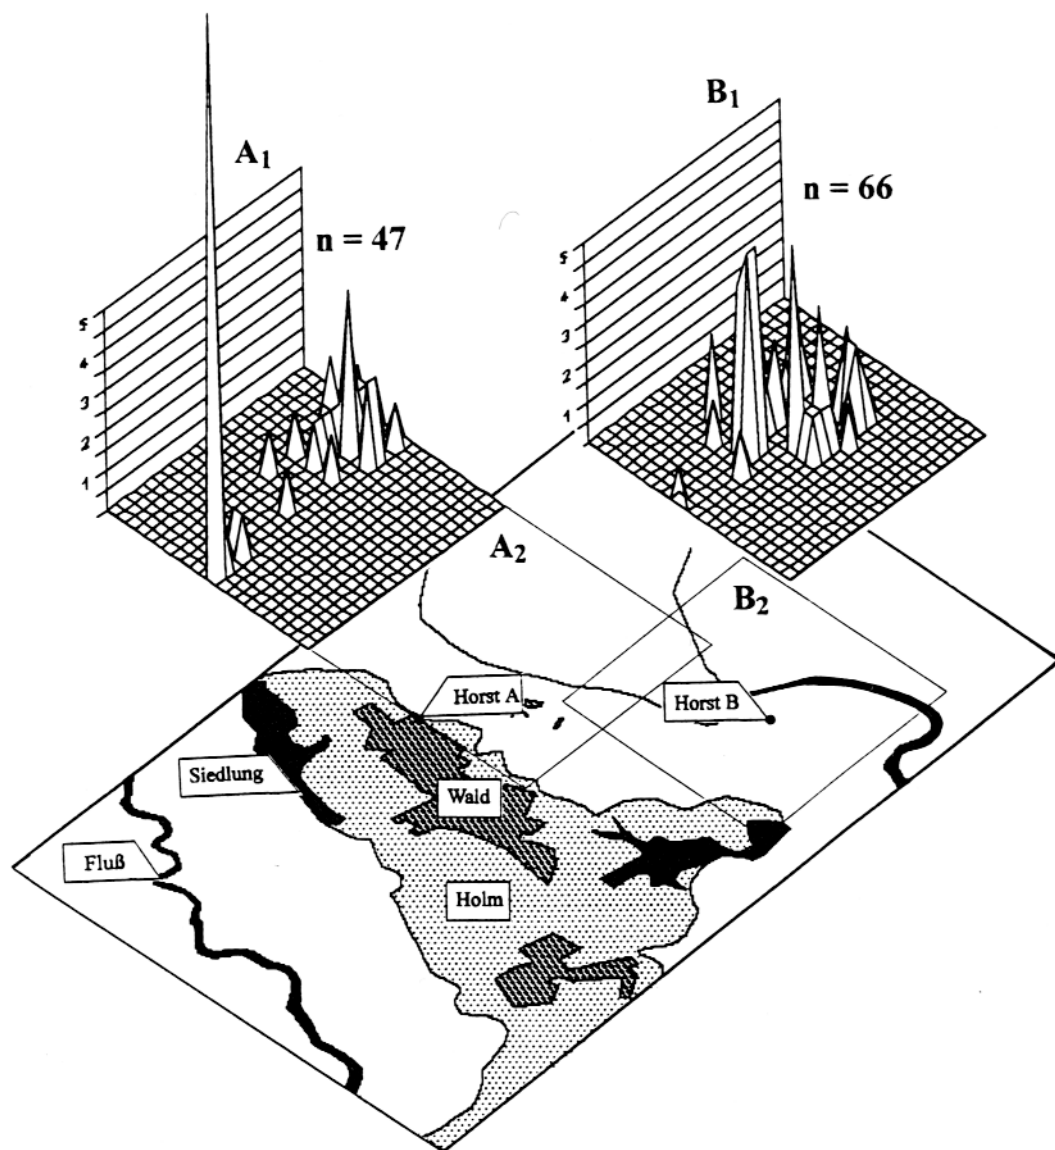 A1
n = 47
5
4
3
2
1
B1
n = 66
5
4
3
2
1
A2
B2
Horst A
Horst B
Siedlung
Wald
Fluß
Holm